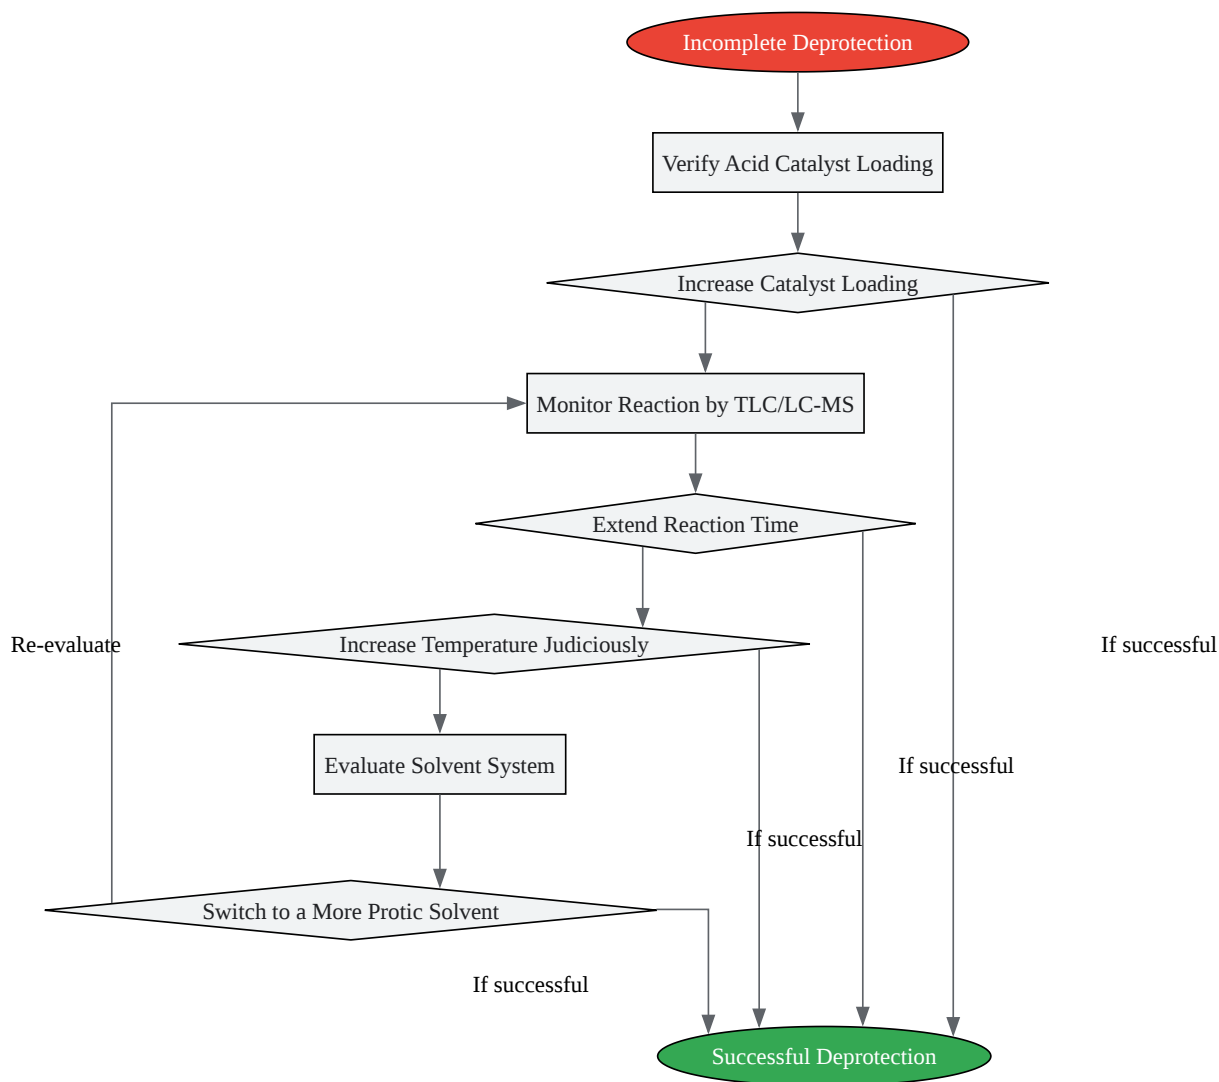 Incomplete Deprotection
Verify Acid Catalyst Loading
Increase Catalyst Loading
Monitor Reaction by TLC/LC-MS
Extend Reaction Time
Re-evaluate
Increase Temperature Judiciously
If successful
Evaluate Solvent System
If successful
If successful
Switch to a More Protic Solvent
If successful
Successful Deprotection